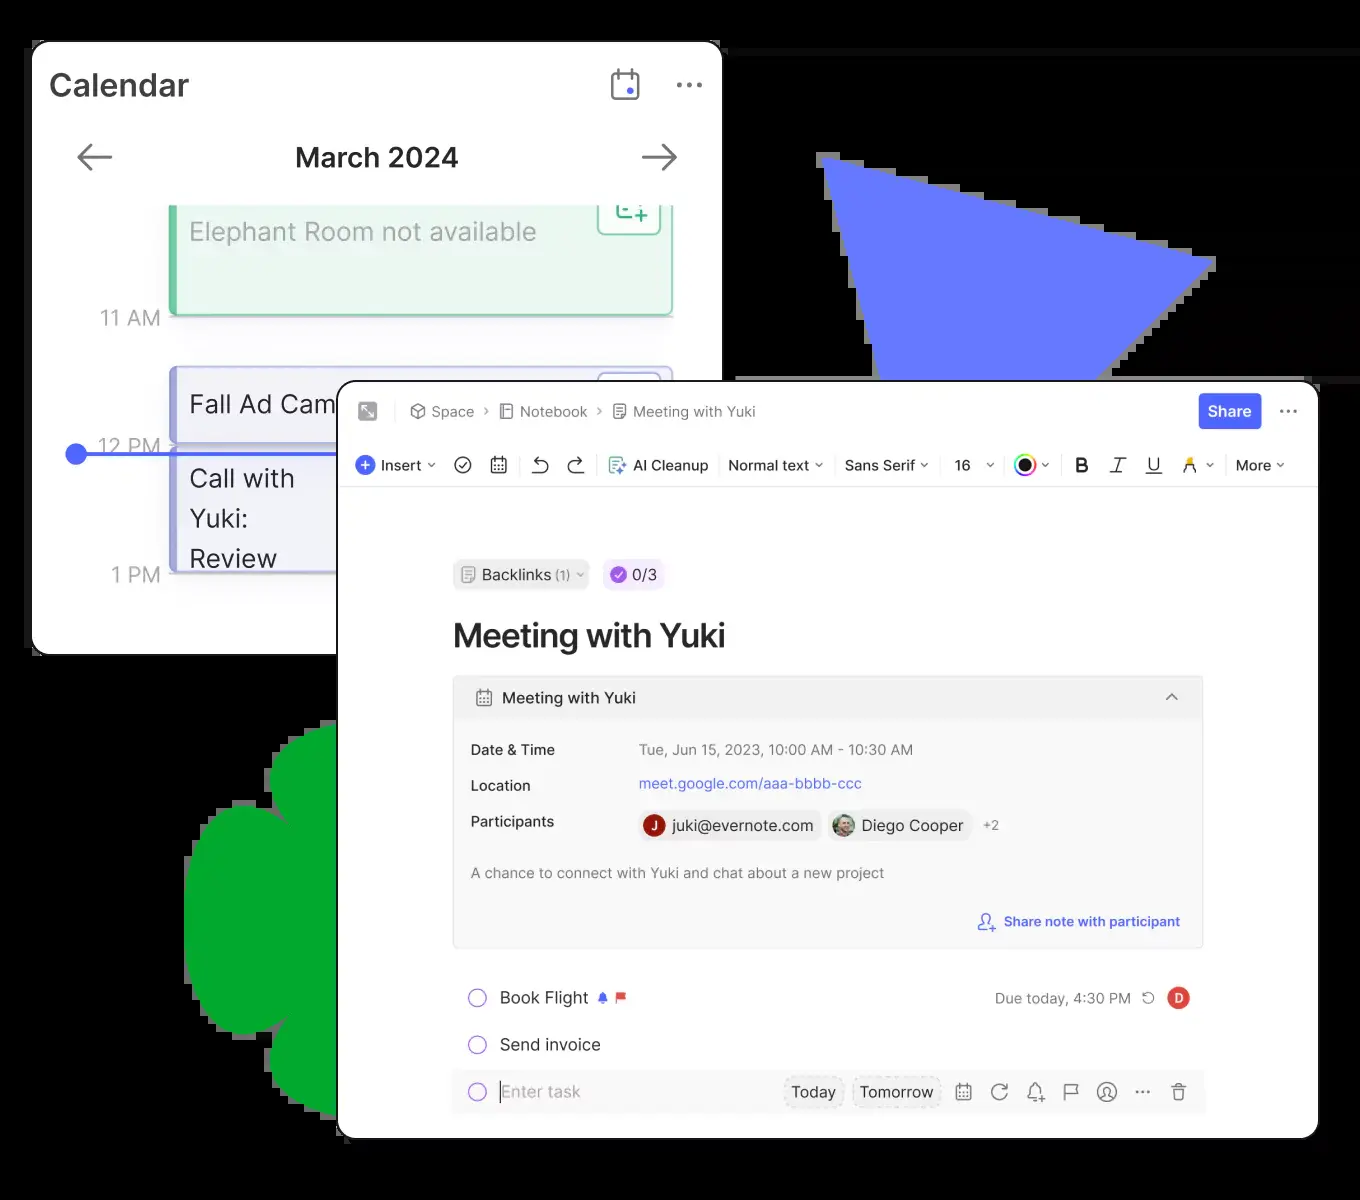 Calendar
March 2024
Elephant Room not available
11 AM
Fall Ad Cam
12 PM
Call with
Yuki:
Review
1 PM
Space › Notebook › Meeting with Yuki
Share
Insert
AI Cleanup
Normal text
Sans Serif
16
B I U
More
Backlinks (1)
0/3
Meeting with Yuki
Meeting with Yuki
Date & Time Tue, Jun 15, 2023, 10:00 AM - 10:30 AM
Location meet.google.com/aaa-bbbb-ccc
Participants J juki@evernote.com Diego Cooper +2
A chance to connect with Yuki and chat about a new project
Share note with participant
Book Flight Due today, 4:30 PM D
Send invoice
Enter task Today Tomorrow